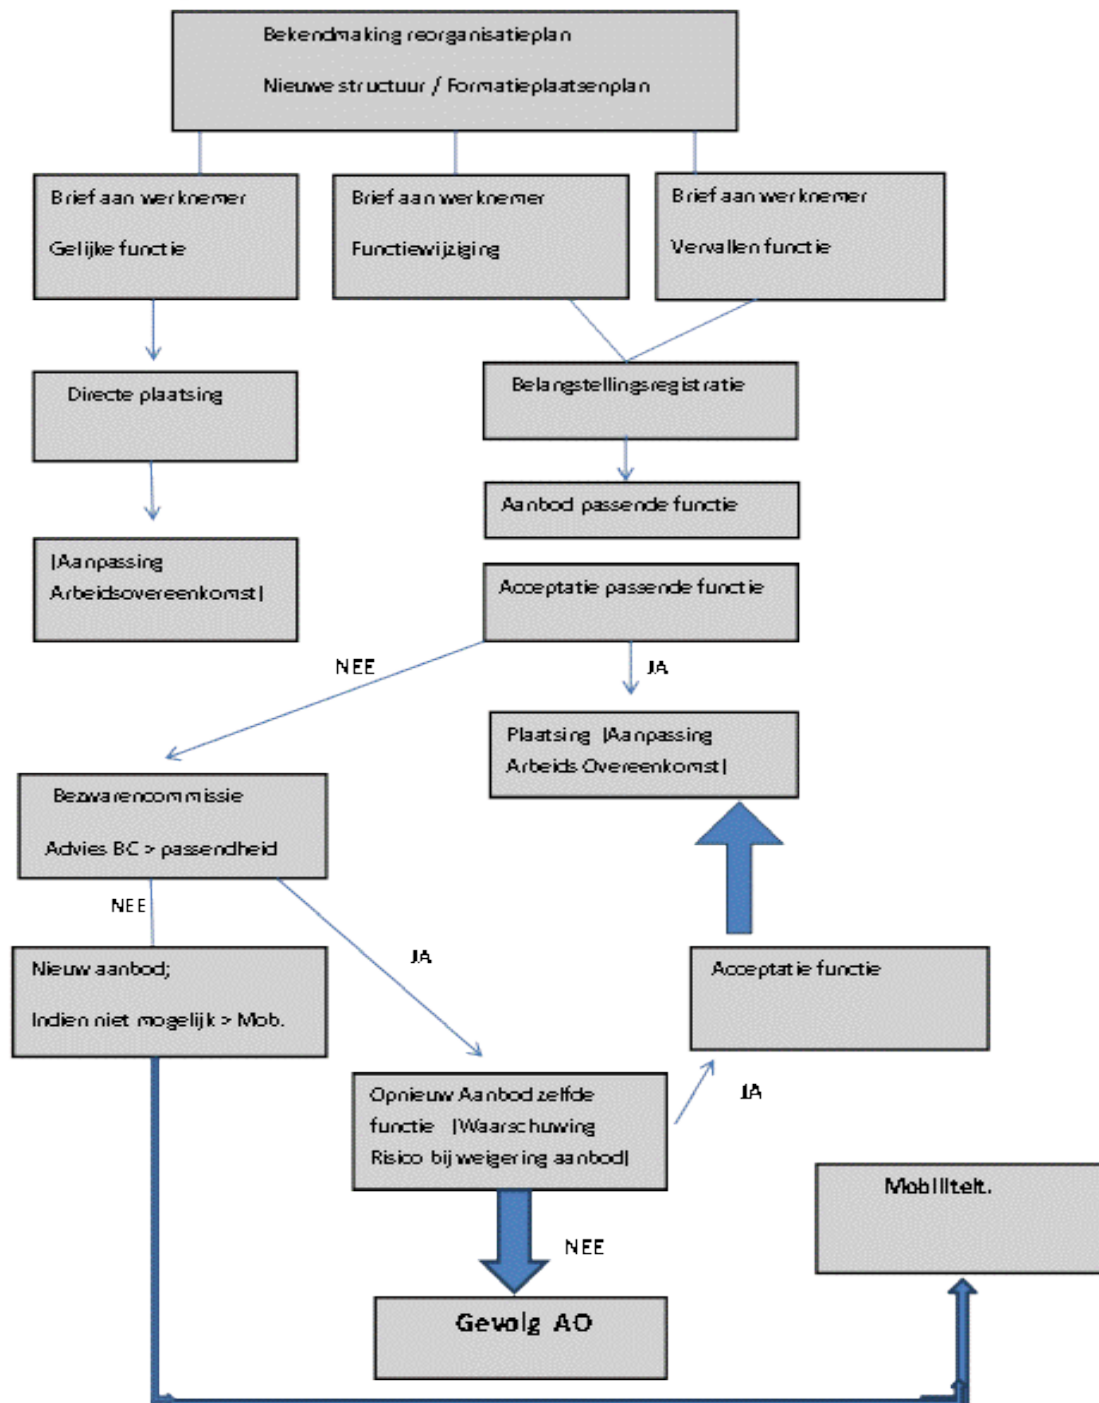 Bekendmaking reorganisatieplan
Nieuwe structuur / Formatieplaatsenplan
Brief aan werknemer
Gelijke functie
Brief aan werknemer
Functiewijziging
Brief aan werknemer
Vervallen functie
Directe plaatsing
Belangstellingsregistratie
Aanbod passende functie
(Aanpassing
Arbeidsovereenkomst)
Acceptatie passende functie
NEE
JA
Plaatsing (Aanpassing
Arbeids Overeenkomst)
Bezwarencommissie
Advies BC > passendheid
NEE
JA
Nieuw aanbod;
Indien niet mogelijk > Mob.
Acceptatie functie
Opnieuw Aanbod zelfde
functie (Waarschuwing
Risico bij weigering aanbod)
JA
Mobiliteit.
NEE
Gevolg AO